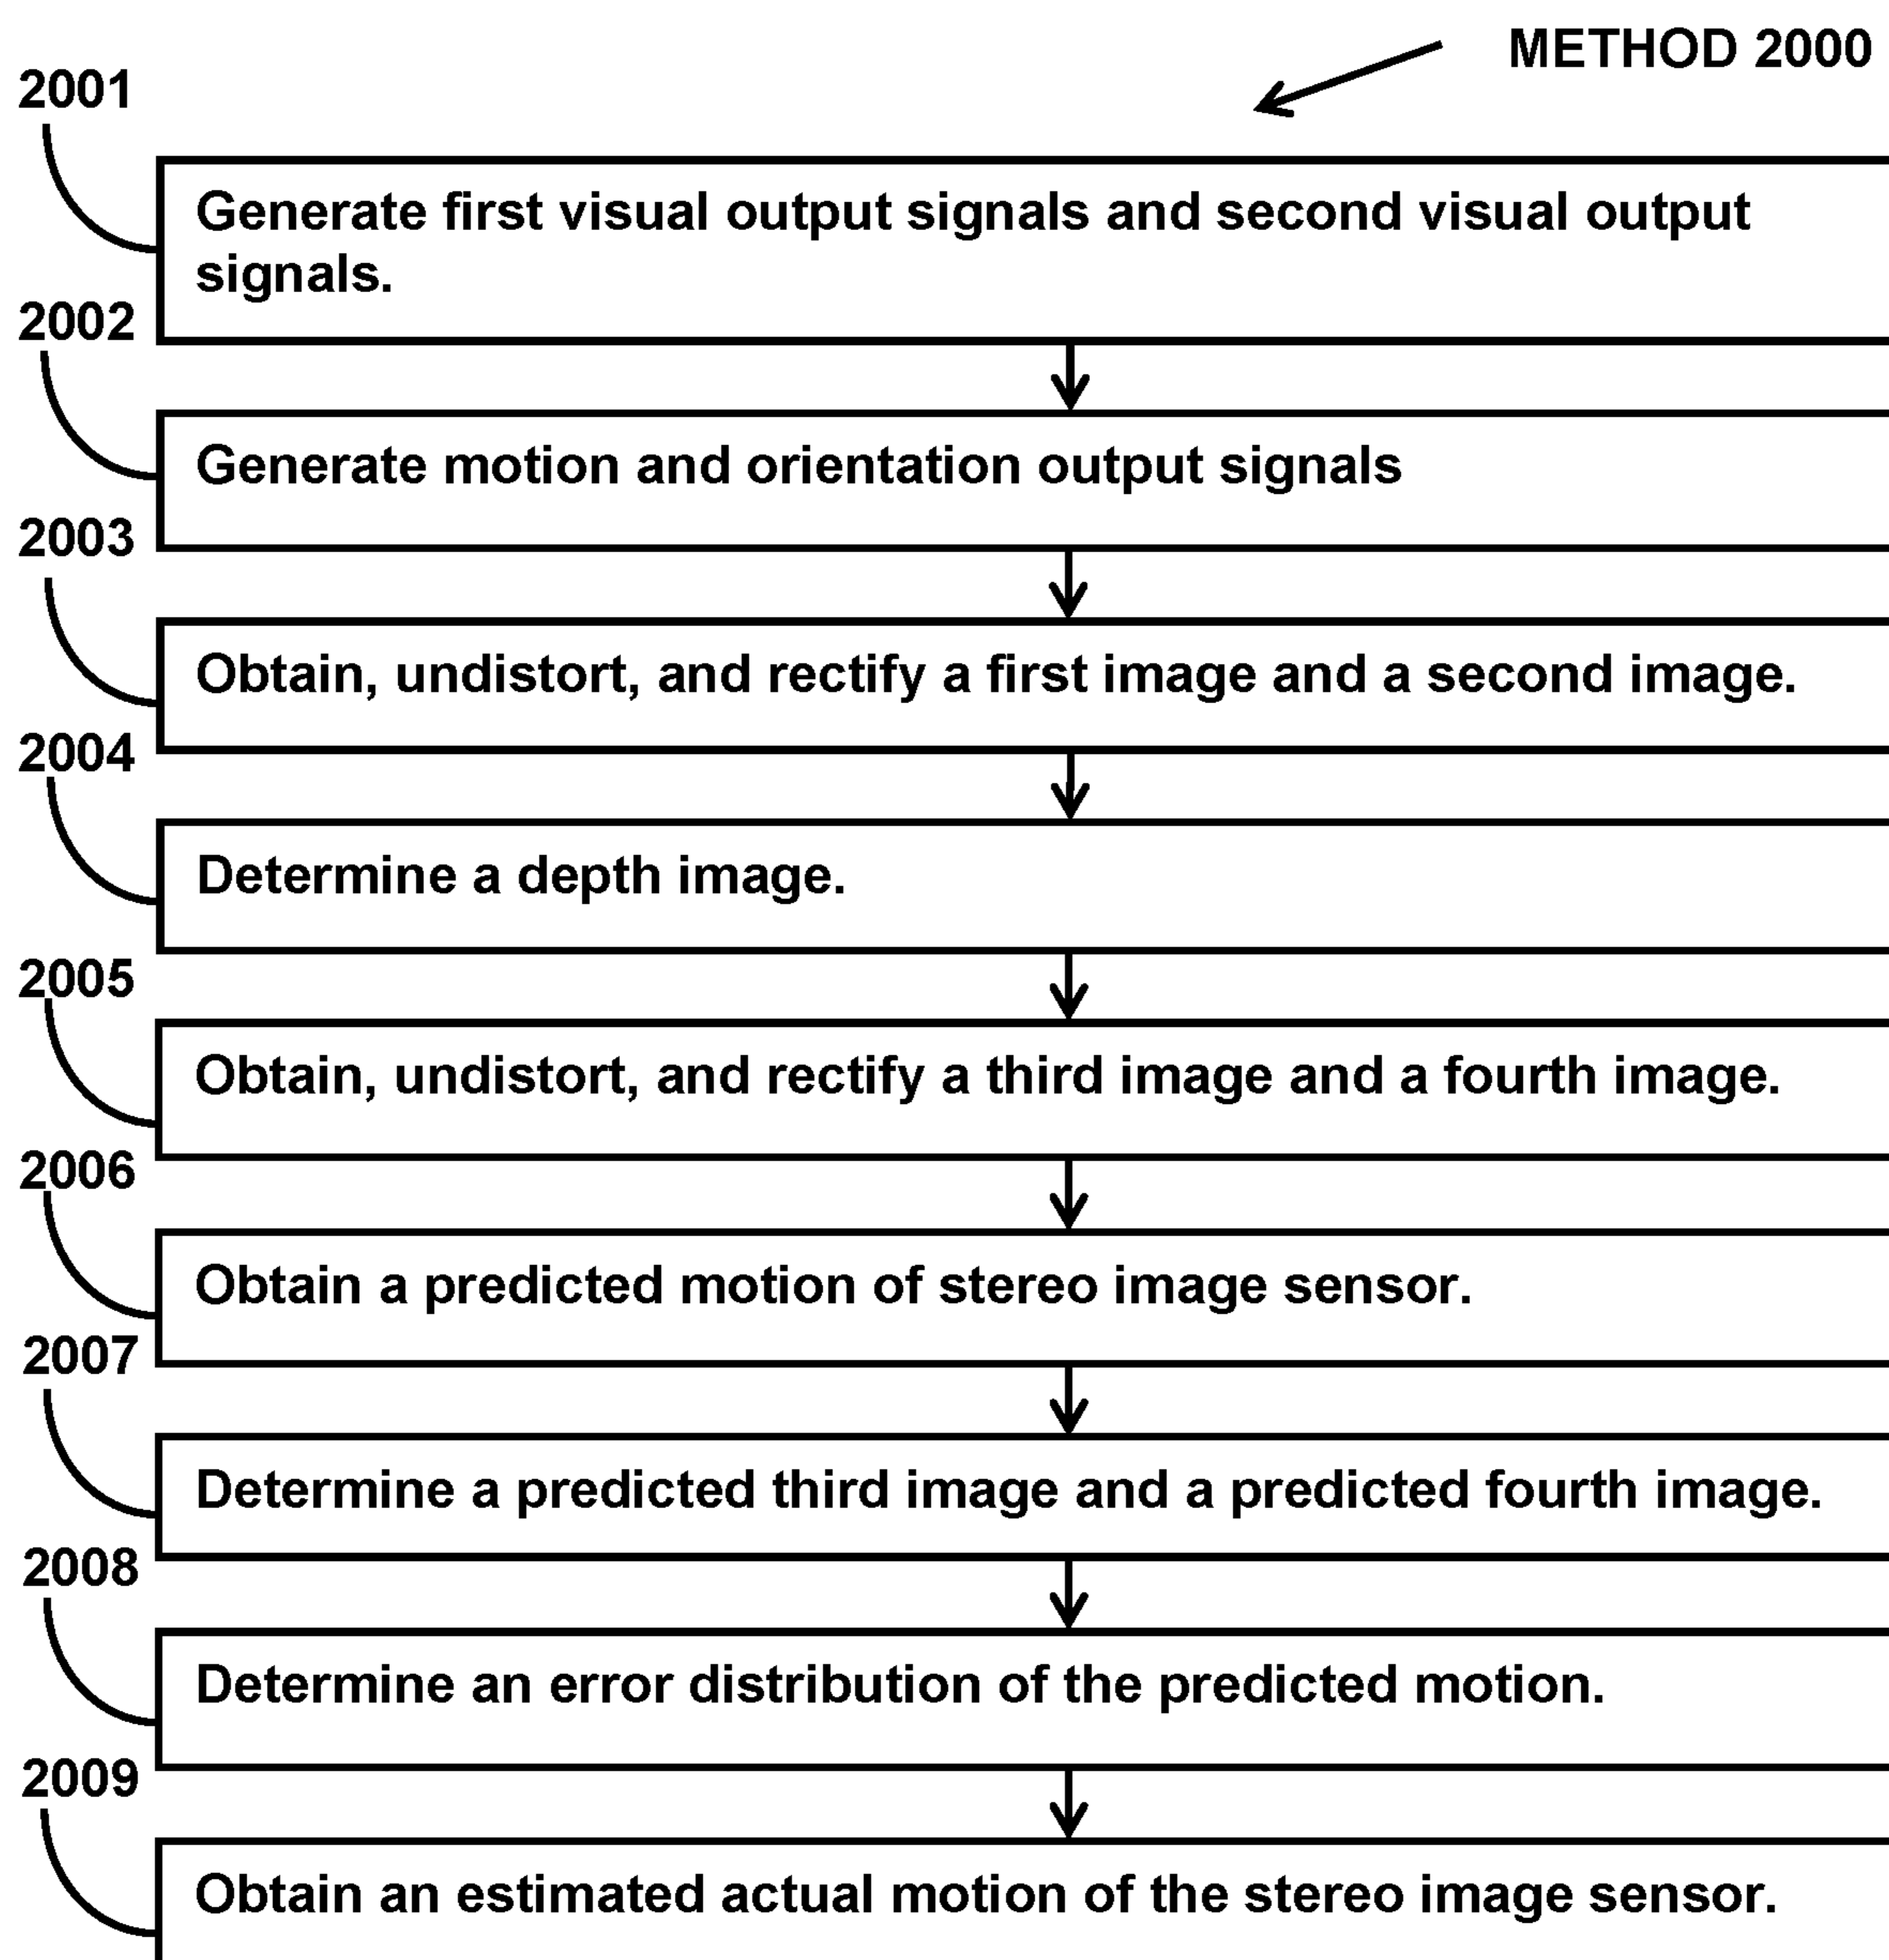 METHOD 2000
2001
Generate first visual output signals and second visual output
signals.
2002
Generate motion and orientation output signals
2003
Obtain, undistort, and rectify a first image and a second image.
2004
Determine a depth image.
2005
Obtain, undistort, and rectify a third image and a fourth image.
2006
Obtain a predicted motion of stereo image sensor.
2007
Determine a predicted third image and a predicted fourth image.
2008
Determine an error distribution of the predicted motion.
2009
Obtain an estimated actual motion of the stereo image sensor.